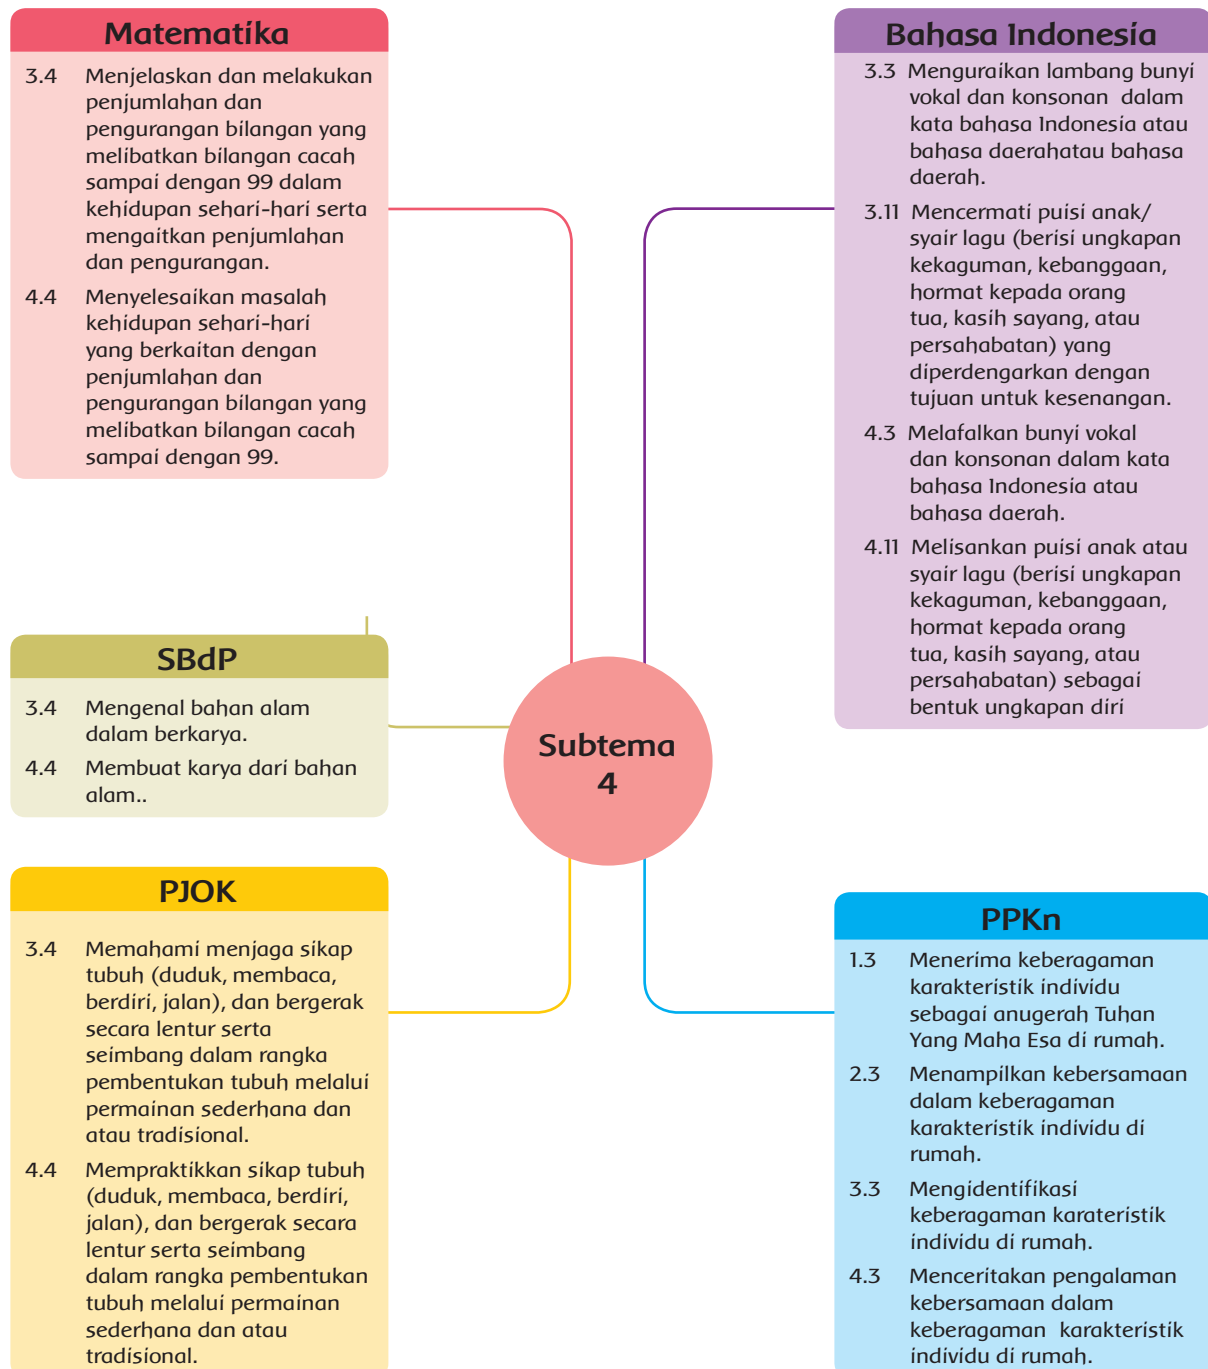 Matematika
3.4 Menjelaskan dan melakukan
penjumlahan dan
pengurangan bilangan yang
melibatkan bilangan cacah
sampai dengan 99 dalam
kehidupan sehari-hari serta
mengaitkan penjumlahan
dan pengurangan.
4.4 Menyelesaikan masalah
kehidupan sehari-hari
yang berkaitan dengan
penjumlahan dan
pengurangan bilangan yang
melibatkan bilangan cacah
sampai dengan 99.
Bahasa Indonesia
3.3 Menguraikan lambang bunyi
vokal dan konsonan dalam
kata bahasa Indonesia atau
bahasa daerahatau bahasa
daerah.
3.11 Mencermati puisi anak/
syair lagu (berisi ungkapan
kekaguman, kebanggaan,
hormat kepada orang
tua, kasih sayang, atau
persahabatan) yang
diperdengarkan dengan
tujuan untuk kesenangan.
4.3 Melafalkan bunyi vokal
dan konsonan dalam kata
bahasa Indonesia atau
bahasa daerah.
4.11 Melisankan puisi anak atau
syair lagu (berisi ungkapan
kekaguman, kebanggaan,
hormat kepada orang
tua, kasih sayang, atau
persahabatan) sebagai
bentuk ungkapan diri
SBdP
3.4 Mengenal bahan alam
dalam berkarya.
4.4 Membuat karya dari bahan
alam..
Subtema
4
PJOK
3.4 Memahami menjaga sikap
tubuh (duduk, membaca,
berdiri, jalan), dan bergerak
secara lentur serta
seimbang dalam rangka
pembentukan tubuh melalui
permainan sederhana dan
atau tradisional.
4.4 Mempraktikkan sikap tubuh
(duduk, membaca, berdiri,
jalan), dan bergerak secara
lentur serta seimbang
dalam rangka pembentukan
tubuh melalui permainan
sederhana dan atau
tradisional.
PPKn
1.3 Menerima keberagaman
karakteristik individu
sebagai anugerah Tuhan
Yang Maha Esa di rumah.
2.3 Menampilkan kebersamaan
dalam keberagaman
karakteristik individu di
rumah.
3.3 Mengidentifikasi
keberagaman karateristik
individu di rumah.
4.3 Menceritakan pengalaman
kebersamaan dalam
keberagaman karakteristik
individu di rumah.